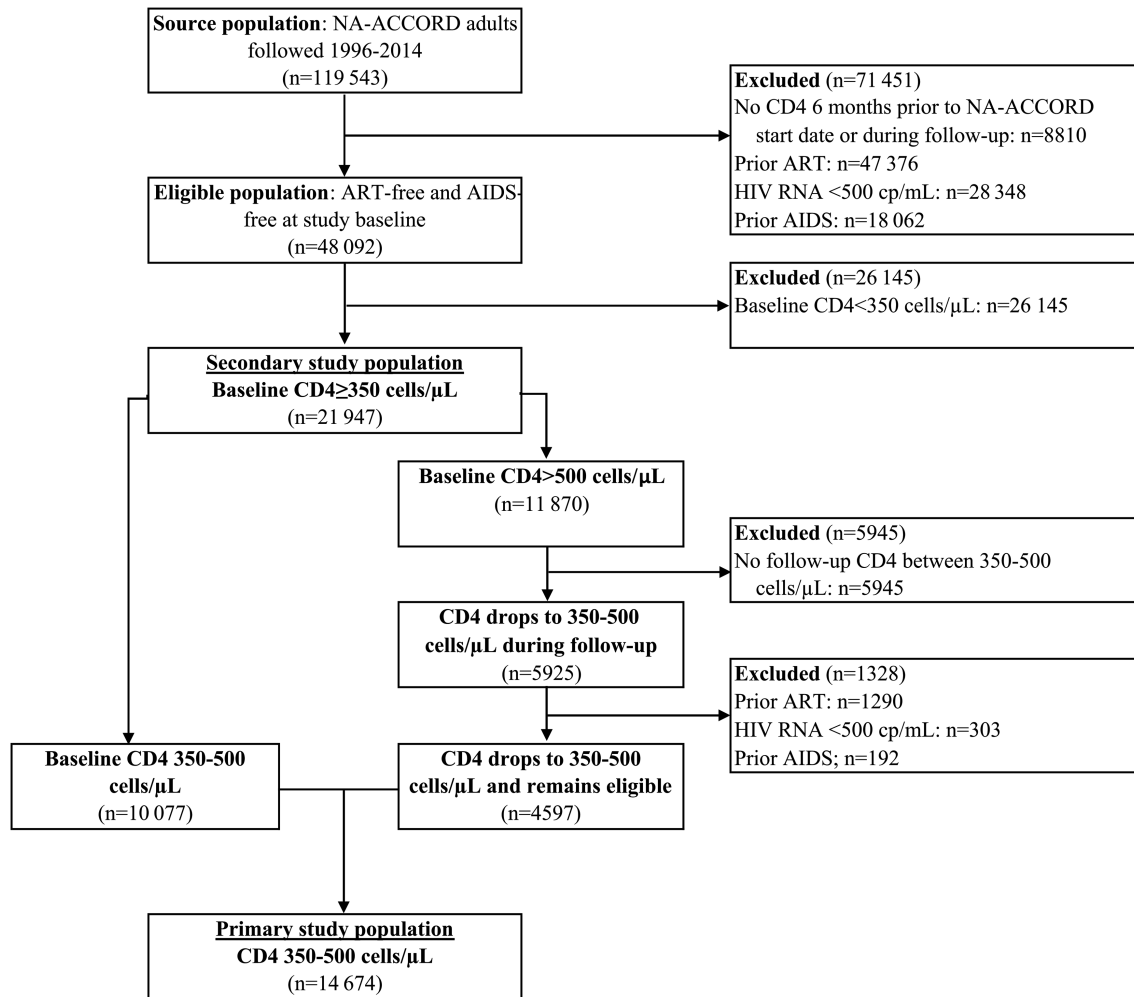 Source population: NA-ACCORD adults
followed 1996-2014
(n=119 543)
Excluded (n=71 451)
No CD4 6 months prior to NA-ACCORD
start date or during follow-up: n=8810
Prior ART: n=47 376
HIV RNA <500 cp/mL: n=28 348
Prior AIDS: n=18 062
Eligible population: ART-free and AIDS-
free at study baseline
(n=48 092)
Excluded (n=26 145)
Baseline CD4<350 cells/µL: n=26 145
Secondary study population
Baseline CD4≥350 cells/µL
(n=21 947)
Baseline CD4>500 cells/µL
(n=11 870)
Excluded (n=5945)
No follow-up CD4 between 350-500
cells/µL: n=5945
CD4 drops to 350-500
cells/µL during follow-up
(n=5925)
Excluded (n=1328)
Prior ART: n=1290
HIV RNA <500 cp/mL: n=303
Prior AIDS; n=192
Baseline CD4 350-500
cells/µL
(n=10 077)
CD4 drops to 350-500
cells/µL and remains eligible
(n=4597)
Primary study population
CD4 350-500 cells/µL
(n=14 674)